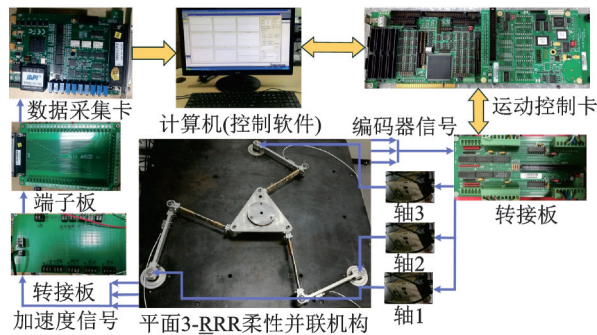 数据采集卡
计算机(控制软件)
运动控制卡
编码器信号
端子板
轴3
转接板
轴2
转接板
轴1
加速度信号
平面3-RRR柔性并联机构